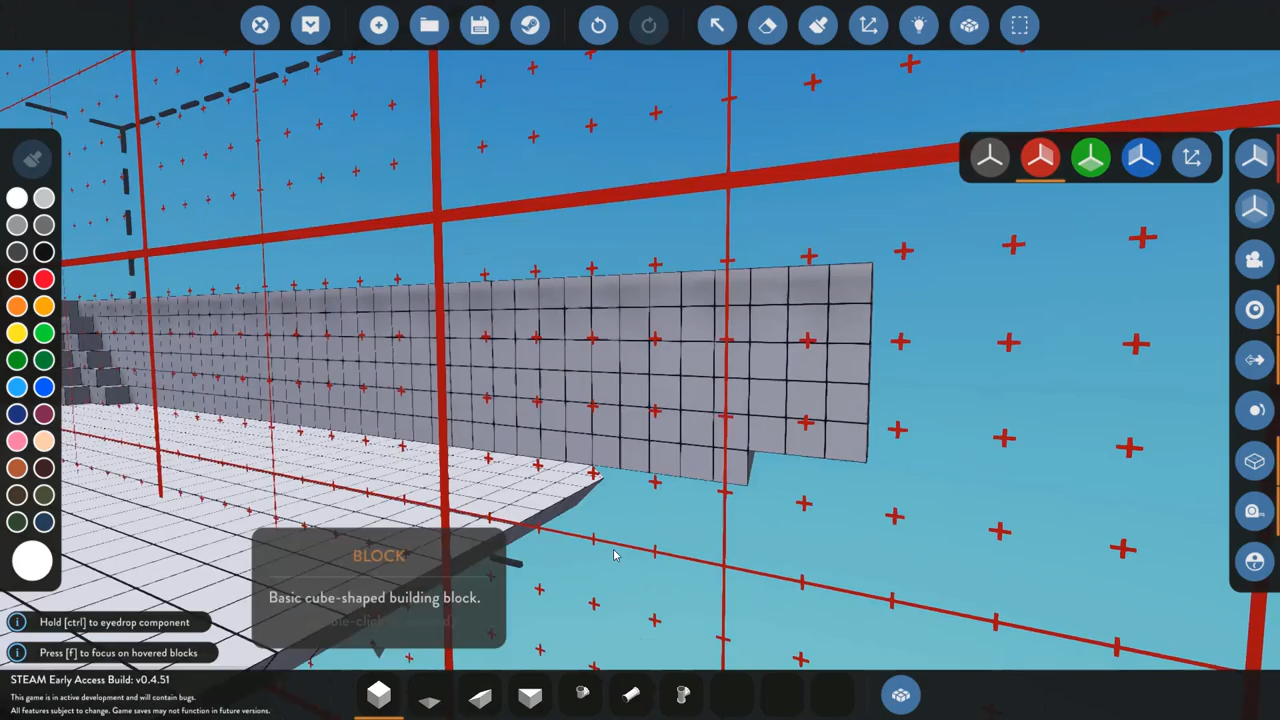 BLOCK
Basic cube-shaped building block.
Hold [ctrl] to eyedrop component
Press [f] to focus on hovered blocks
STEAM Early Access Build: v0.4.51
This game is in active development and will contain bugs.
All features subject to change. Game saves may not function in future versions.